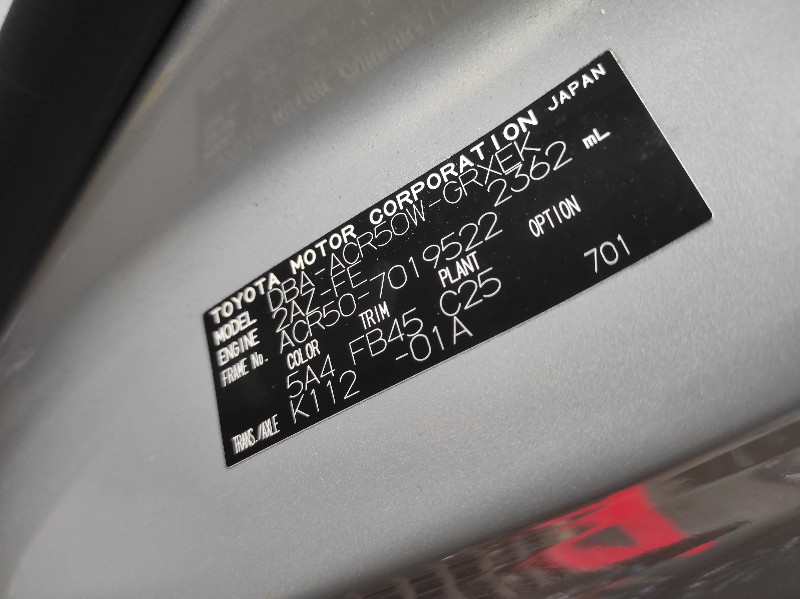 TOYOTA MOTOR CORPORATION JAPAN
MODEL DBA-ACR50W-GRXEK
ENGINE 2AZ-FE 2362 mL
FRAME No. ACR50-7019522
COLOR TRIM PLANT OPTION
5A4 FB45 C25 701
TRANS./AXLE K112 -01A